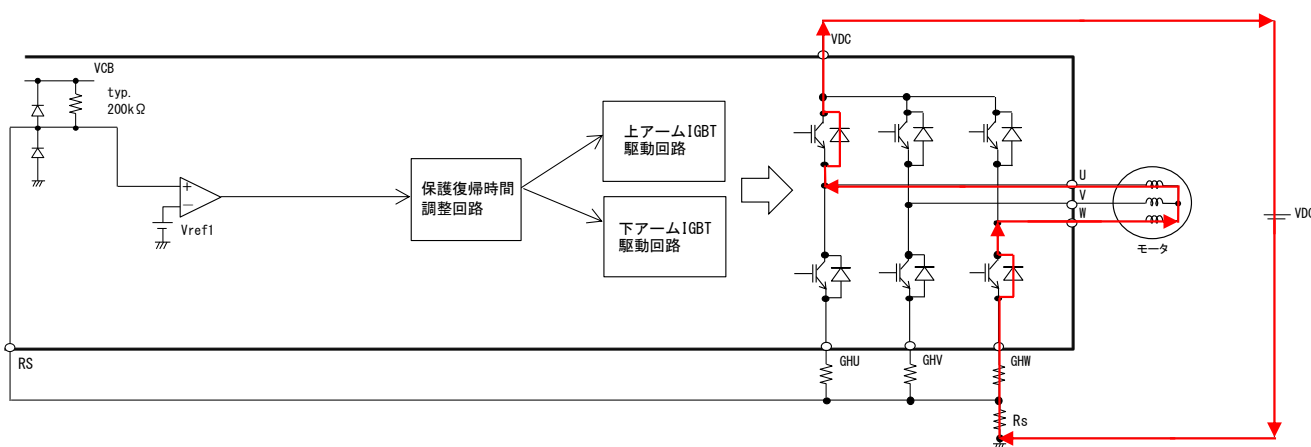 VDC
VCB
typ.
200kΩ
上アームIGBT
駆動回路
保護復帰時間
調整回路
下アームIGBT
駆動回路
Vref1
U
V
W
モータ
VDC
RS
GHU
GHV
GHW
Rs